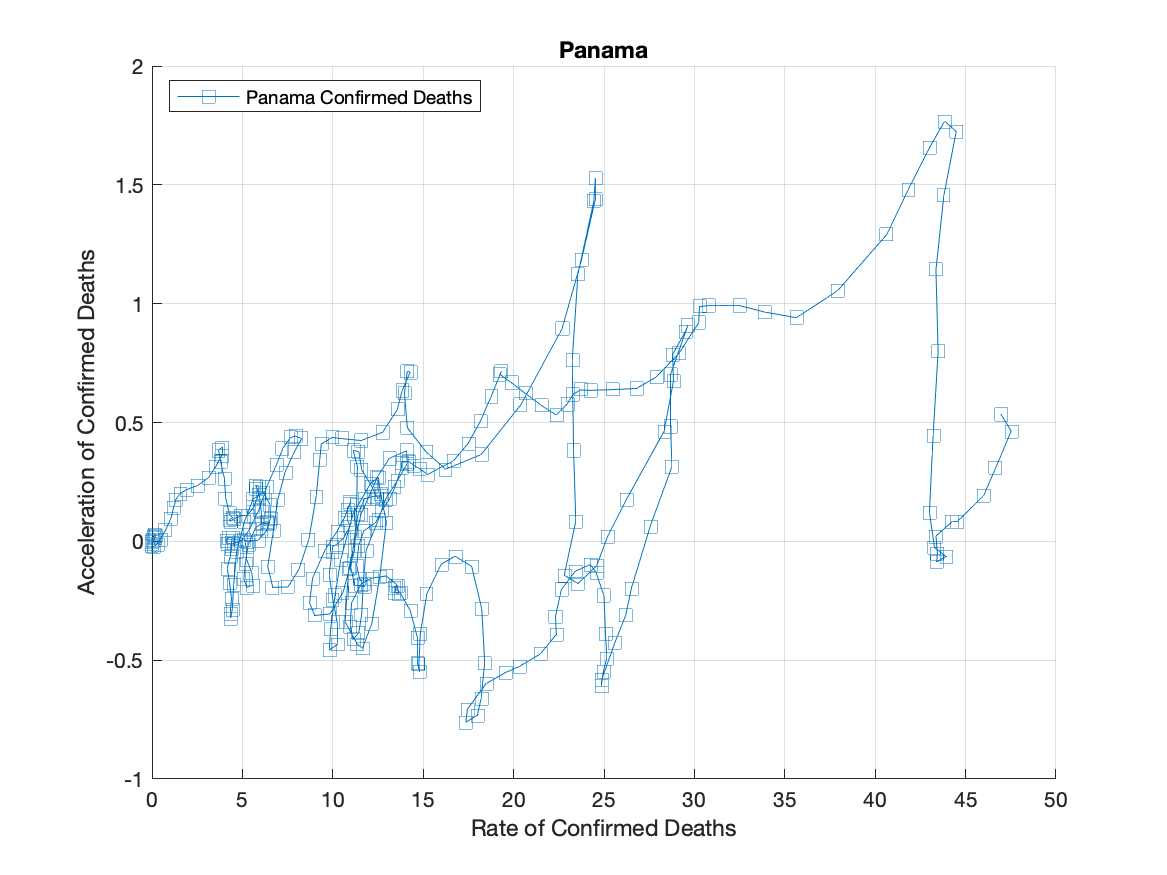 Panama
Panama Confirmed Deaths
2
1.5
1
0.5
0
-0.5
-1
Acceleration of Confirmed Deaths
0 5 10 15 20 25 30 35 40 45 50
Rate of Confirmed Deaths